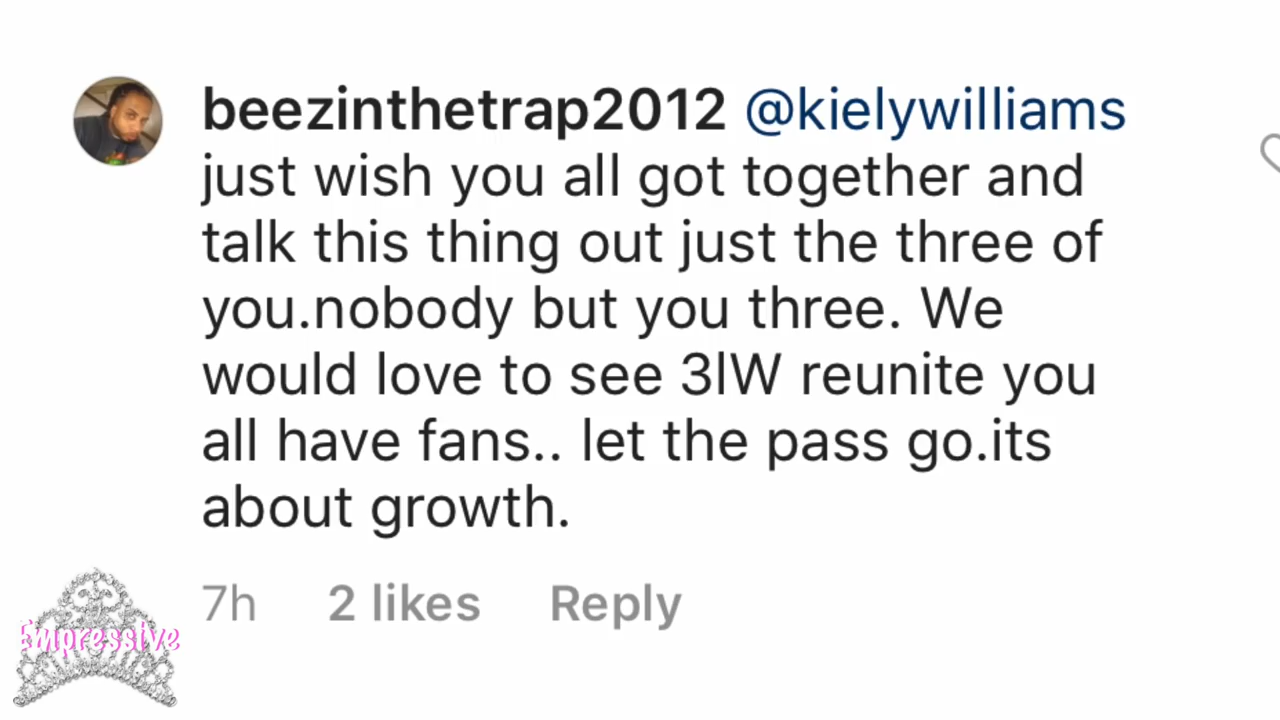 beezinthetrap2012 @kielywilliams
just wish you all got together and
talk this thing out just the three of
you.nobody but you three. We
would love to see 3lW reunite you
all have fans.. let the pass go.its
about growth.
7h 2 likes Reply
Empressive